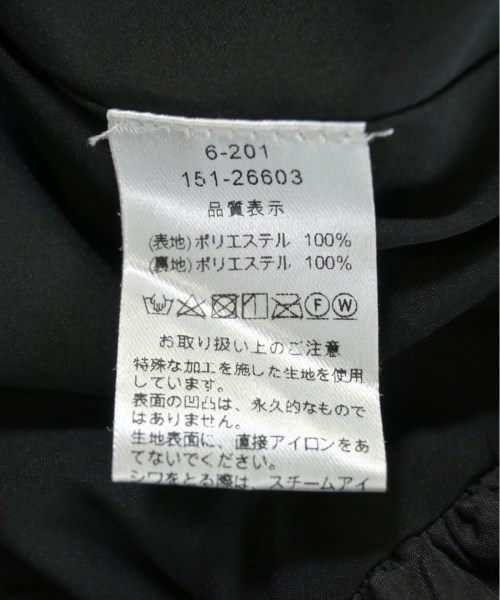 6-201
151-26603
品質表示
(表地)ポリエステル 100%
(裏地)ポリエステル 100%
F W
お取り扱い上のご注意
特殊な加工を施した生地を使用
しています。
表面の凹凸は、永久的なもので
はありません。
生地表面に、直接アイロンをあ
てないでください。
シワをとる際は、スチームアイ